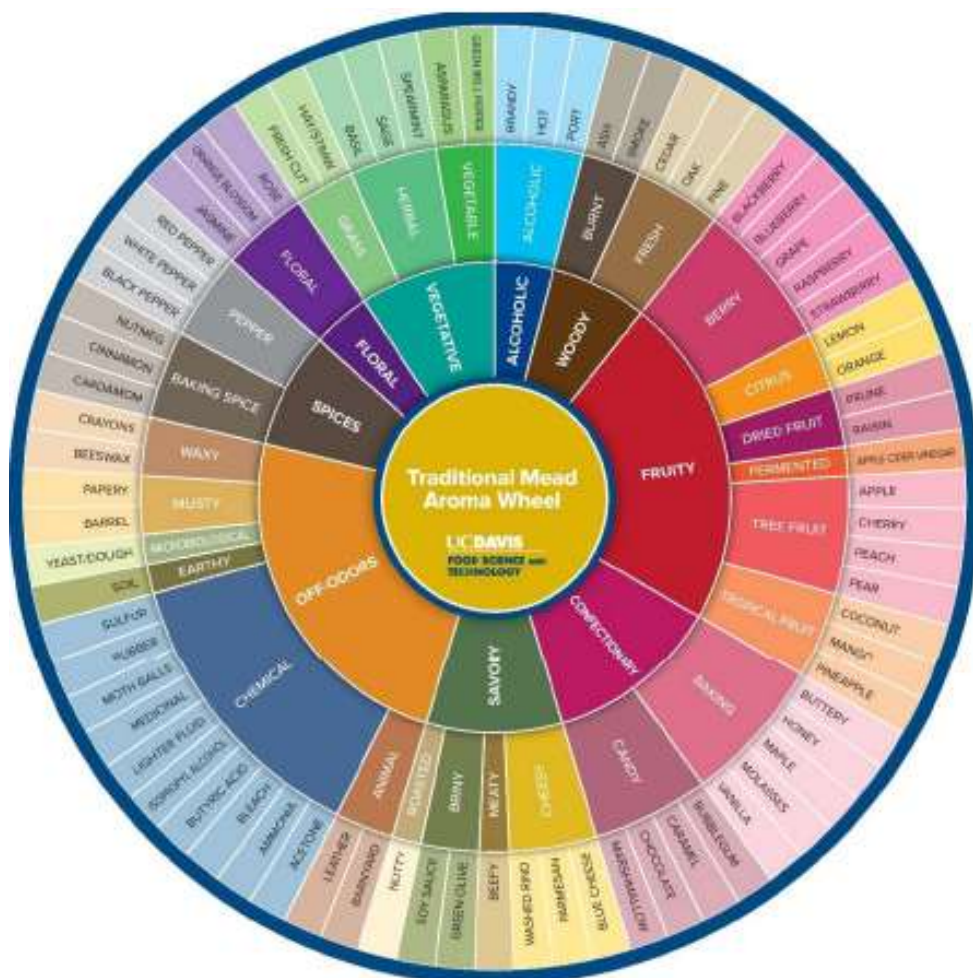 Traditional Mead
Aroma Wheel
UC DAVIS
FOOD SCIENCE AND
TECHNOLOGY
ALCOHOLIC
WOODY
FRUITY
CONFECTIONARY
SAVORY
OFF-ODORS
SPICES
FLORAL
VEGETATIVE
ALCOHOLIC
BURNT
FRESH
BERRY
CITRUS
DRIED FRUIT
FERMENTED
TREE FRUIT
TROPICAL FRUIT
BAKING
CANDY
CHEESY
MEATY
BRINY
ROASTED
ANIMAL
CHEMICAL
EARTHY
MICROBIOLOGICAL
MUSTY
WAXY
BAKING SPICE
PEPPER
FLORAL
GRASS
HERBAL
VEGETABLE
BRANDY
HOT
PORT
ASH
SMOKE
CEDAR
OAK
PINE
BLACKBERRY
BLUEBERRY
GRAPE
RASPBERRY
STRAWBERRY
LEMON
ORANGE
PRUNE
RAISIN
APPLE CIDER VINEGAR
APPLE
CHERRY
PEACH
PEAR
COCONUT
MANGO
PINEAPPLE
BUTTERY
HONEY
MAPLE
MOLASSES
VANILLA
BUBBLEGUM
CARAMEL
CHOCOLATE
MARSHMALLOW
BLUE CHEESE
PARMESAN
WASHED RIND
BEEFY
GREEN OLIVE
SOY SAUCE
NUTTY
BARNYARD
LEATHER
ACETONE
AMMONIA
BLEACH
BUTYRIC ACID
ISOPROPYL ALCOHOL
LIGHTER FLUID
MEDICINAL
MOTH BALLS
RUBBER
SULFUR
SOIL
YEAST/DOUGH
BARREL
PAPERY
BEESWAX
CRAYONS
CARDAMOM
CINNAMON
NUTMEG
BLACK PEPPER
WHITE PEPPER
RED PEPPER
JASMINE
ORANGE BLOSSOM
ROSE
FRESH CUT
HAY/STRAW
BASIL
SAGE
SPEARMINT
ASPARAGUS
GREEN BELL PEPPER